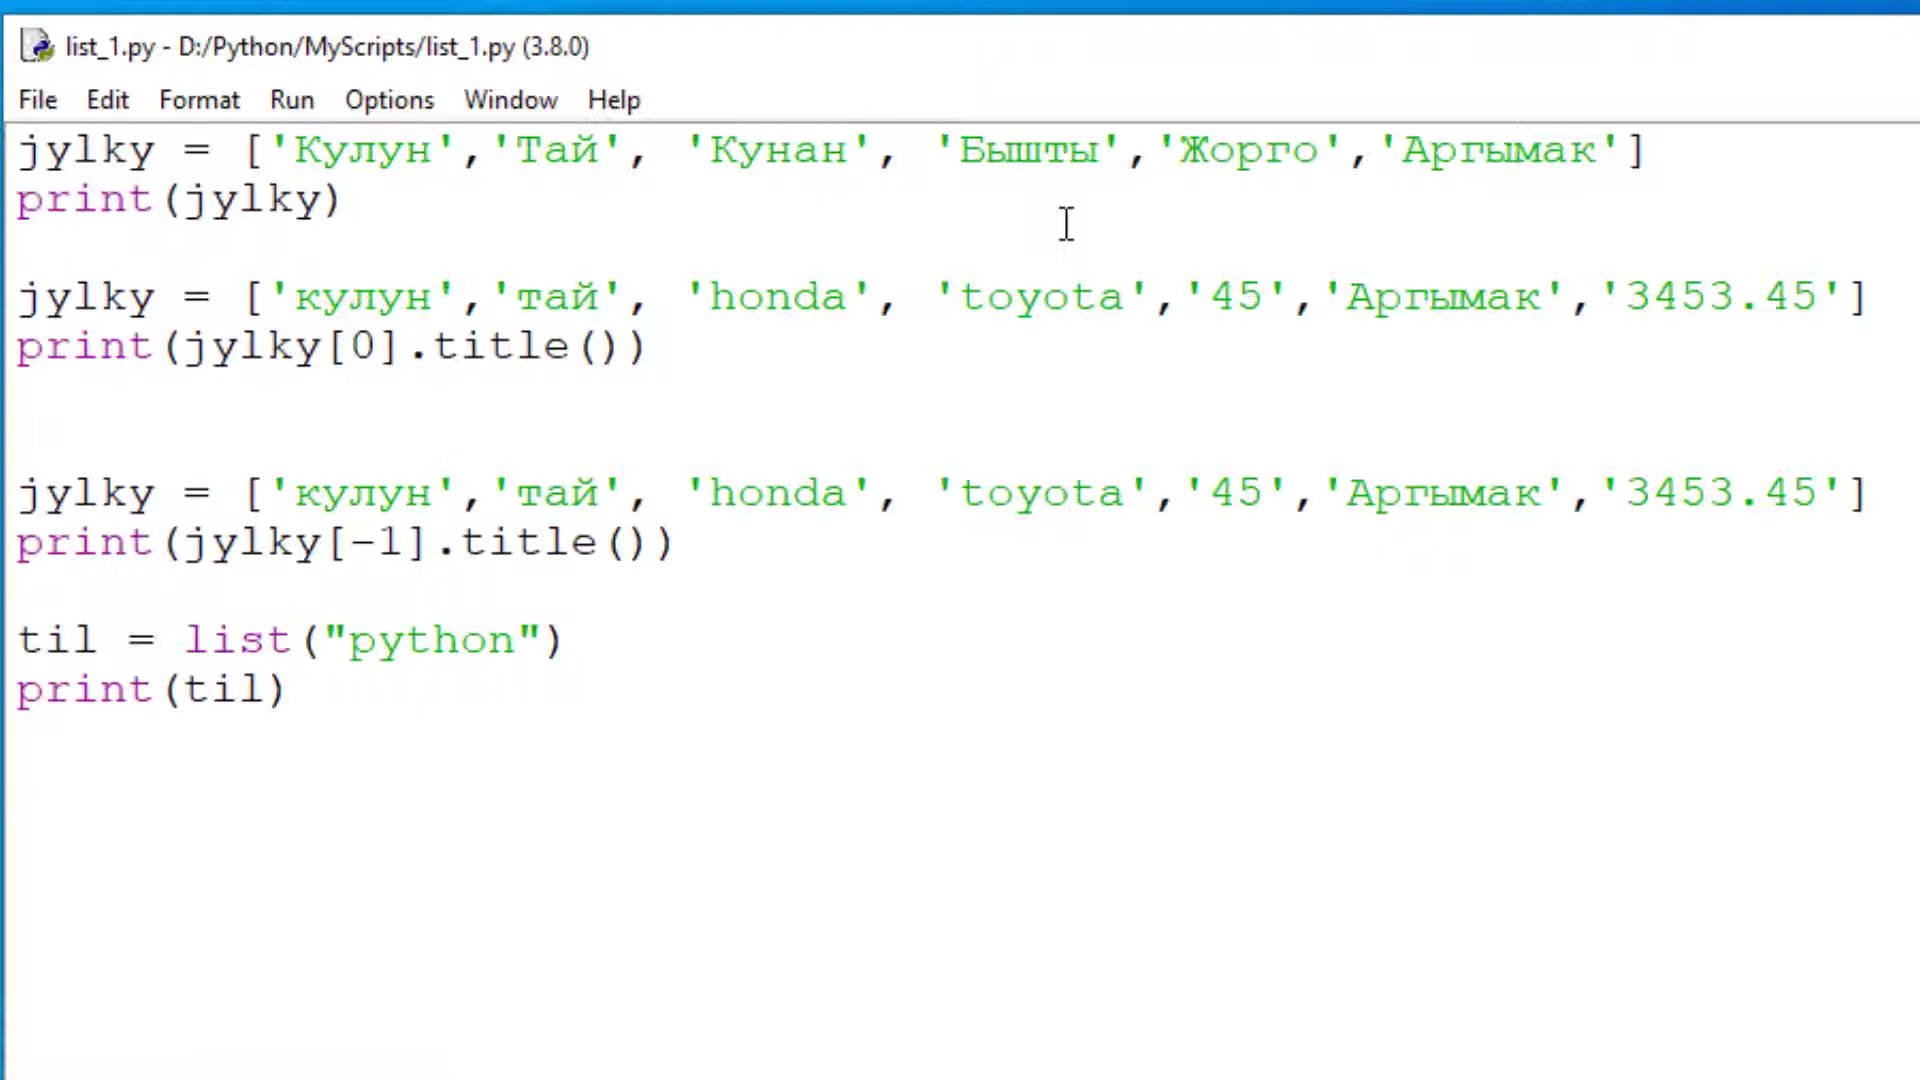 list_1.py - D:/Python/MyScripts/list_1.py (3.8.0)
File Edit Format Run Options Window Help
jylky = ['Кулун','Тай', 'Кунан', 'Бышты','Жорго','Аргымак']
print(jylky)
jylky = ['кулун','тай', 'honda', 'toyota','45','Аргымак','3453.45']
print(jylky[0].title())
jylky = ['кулун','тай', 'honda', 'toyota','45','Аргымак','3453.45']
print(jylky[-1].title())
til = list("python")
print(til)